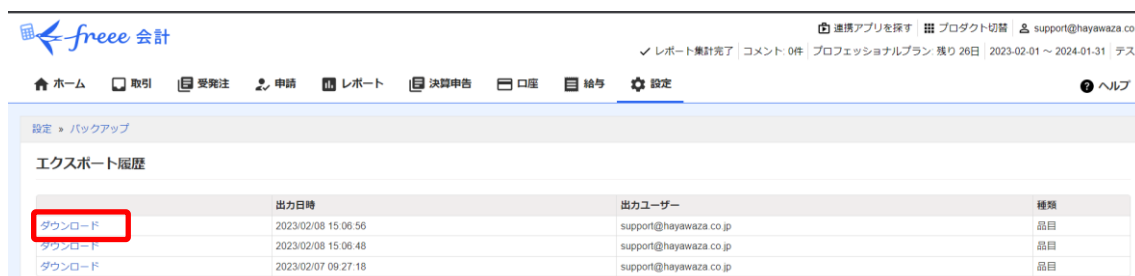 freee 会計
連携アプリを探す プロダクト切替 support@hayawaza.co
レポート集計完了 コメント: 0件 プロフェッショナルプラン: 残り 26日 2023-02-01 ~ 2024-01-31 テス
ホーム 取引 受発注 申請 レポート 決算申告 口座 給与 設定 ヘルプ
設定 » バックアップ
エクスポート履歴
出力日時 出力ユーザー 種類
ダウンロード 2023/02/08 15:06:56 support@hayawaza.co.jp 品目
ダウンロード 2023/02/08 15:06:48 support@hayawaza.co.jp 品目
ダウンロード 2023/02/07 09:27:18 support@hayawaza.co.jp 品目